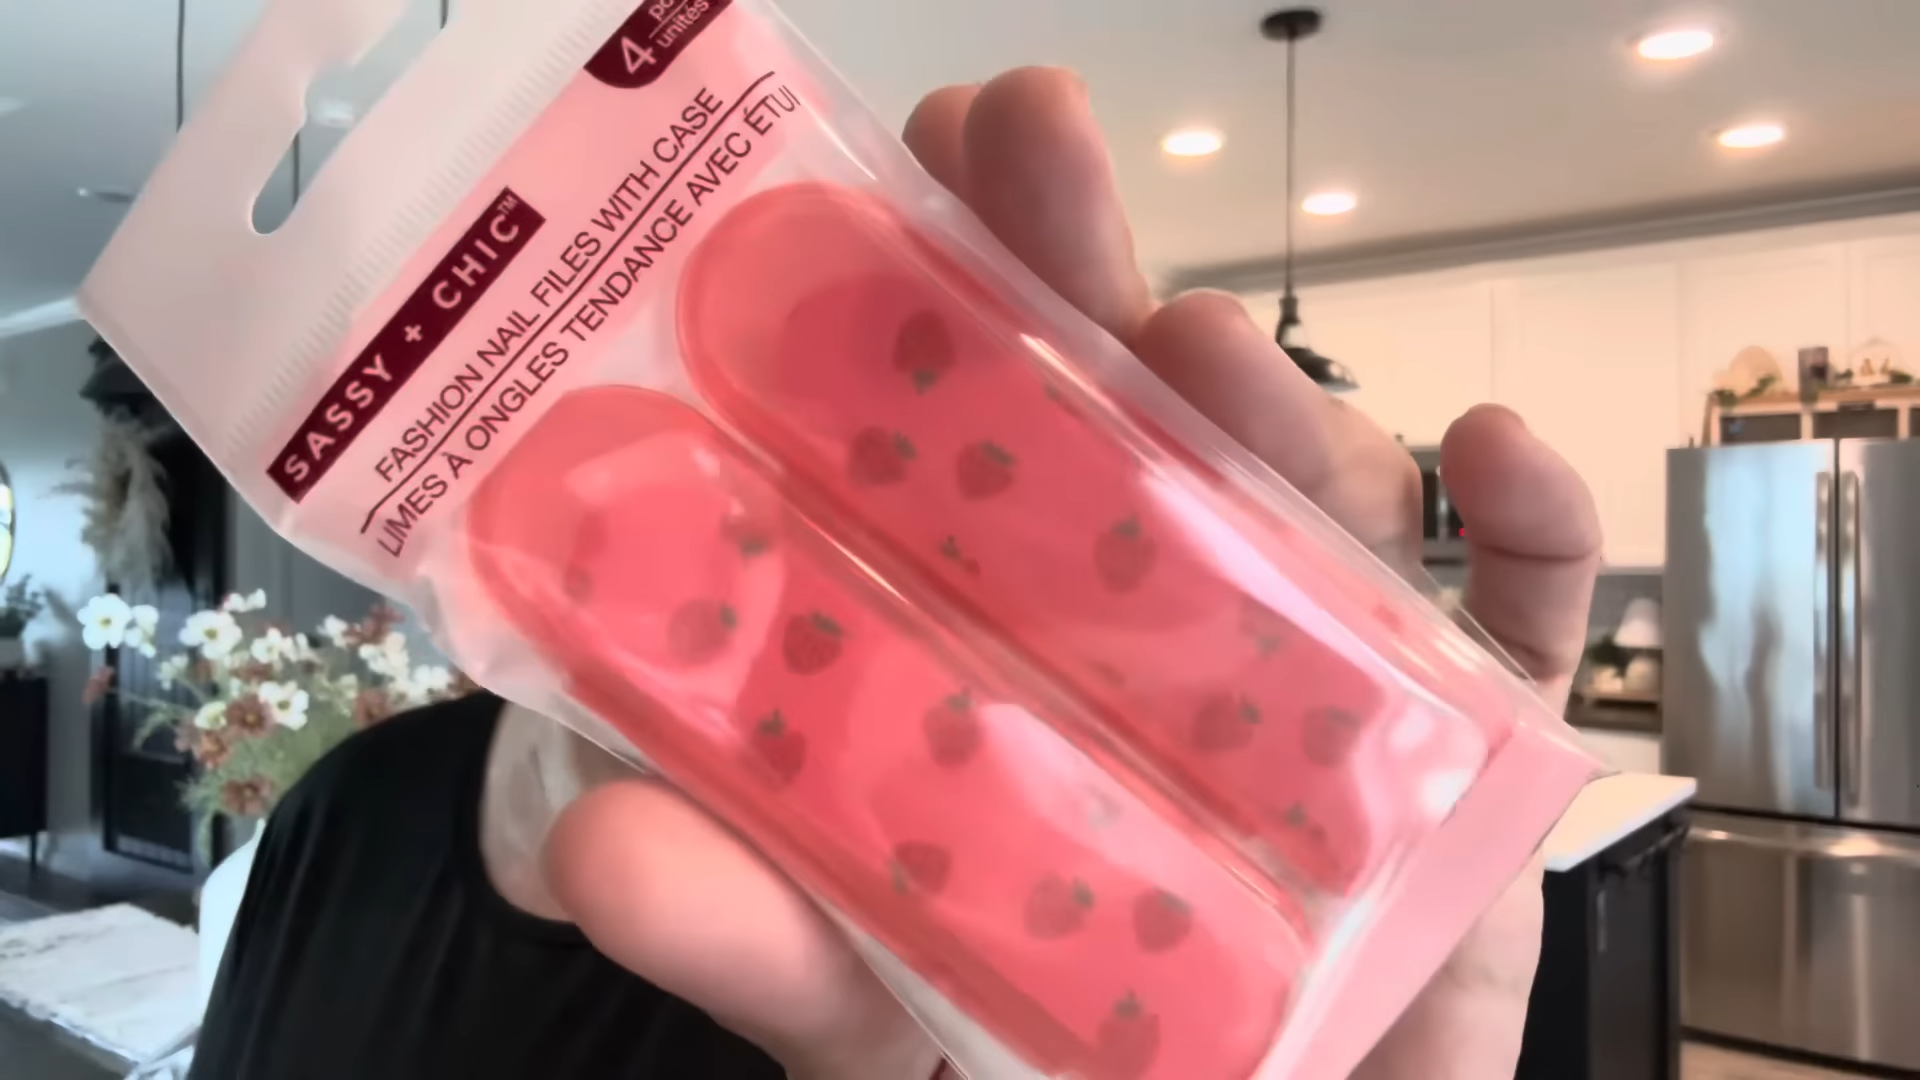 4
unités
SASSY + CHIC™
FASHION NAIL FILES WITH CASE
LIMES À ONGLES TENDANCE AVEC ÉTUI